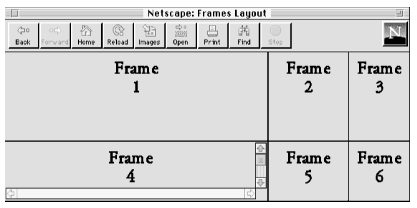 Netscape: Frames Layout
Back Forward Home Reload Images Open Print Find Stop
N
Frame 1
Frame 2
Frame 3
Frame 4
Frame 5
Frame 6